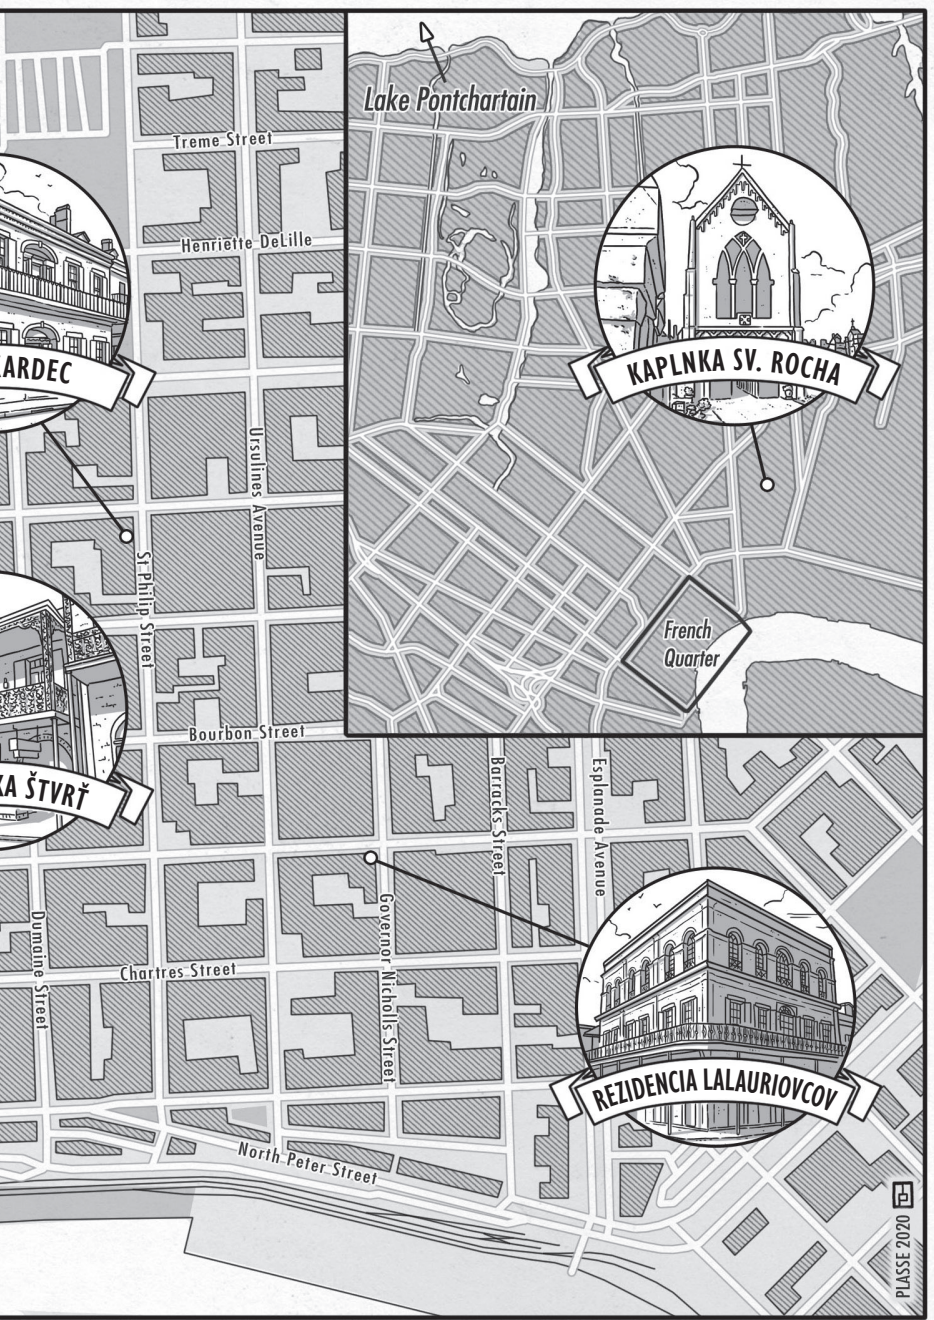 Lake Pontchartain
Treme Street
Henriette DeLille
KAPLNKA SV. ROCHA
ARDEC
Ursulines Avenue
St Philip Street
French
Quarter
Bourbon Street
KA ŠTVRŤ
Barracks Street
Esplanade Avenue
Dumaine Street
Governor Nicholls Street
Chartres Street
REZIDENCIA LALAURIOVCOV
North Peter Street
PLASSE 2020